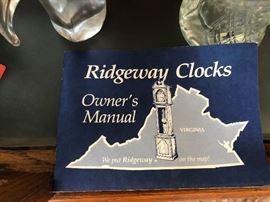 Ridgeway Clocks
Owner's
Manual
VIRGINIA
We put Ridgeway on the map!